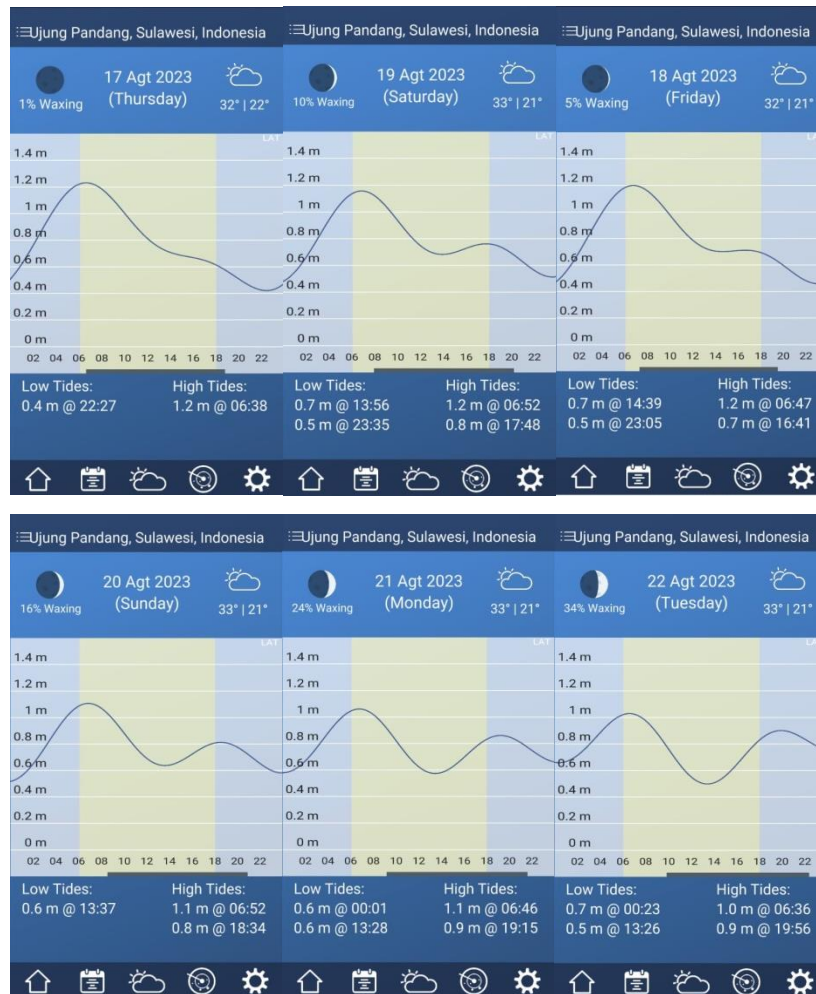 Ujung Pandang, Sulawesi, Indonesia
17 Agt 2023
(Thursday)
1% Waxing
32° | 22°
LAT
1.4 m
1.2 m
1 m
0.8 m
0.6 m
0.4 m
0.2 m
0 m
02 04 06 08 10 12 14 16 18 20 22
Low Tides:
0.4 m @ 22:27
High Tides:
1.2 m @ 06:38
Ujung Pandang, Sulawesi, Indonesia
19 Agt 2023
(Saturday)
10% Waxing
33° | 21°
LAT
1.4 m
1.2 m
1 m
0.8 m
0.6 m
0.4 m
0.2 m
0 m
02 04 06 08 10 12 14 16 18 20 22
Low Tides:
0.7 m @ 13:56
0.5 m @ 23:35
High Tides:
1.2 m @ 06:52
0.8 m @ 17:48
Ujung Pandang, Sulawesi, Indonesia
18 Agt 2023
(Friday)
5% Waxing
32° | 21°
LA
1.4 m
1.2 m
1 m
0.8 m
0.6 m
0.4 m
0.2 m
0 m
02 04 06 08 10 12 14 16 18 20 22
Low Tides:
0.7 m @ 14:39
0.5 m @ 23:05
High Tides:
1.2 m @ 06:47
0.7 m @ 16:41
Ujung Pandang, Sulawesi, Indonesia
20 Agt 2023
(Sunday)
16% Waxing
33° | 21°
LAT
1.4 m
1.2 m
1 m
0.8 m
0.6 m
0.4 m
0.2 m
0 m
02 04 06 08 10 12 14 16 18 20 22
Low Tides:
0.6 m @ 13:37
High Tides:
1.1 m @ 06:52
0.8 m @ 18:34
Ujung Pandang, Sulawesi, Indonesia
21 Agt 2023
(Monday)
24% Waxing
33° | 21°
LAT
1.4 m
1.2 m
1 m
0.8 m
0.6 m
0.4 m
0.2 m
0 m
02 04 06 08 10 12 14 16 18 20 22
Low Tides:
0.6 m @ 00:01
0.6 m @ 13:28
High Tides:
1.1 m @ 06:46
0.9 m @ 19:15
Ujung Pandang, Sulawesi, Indonesia
22 Agt 2023
(Tuesday)
34% Waxing
33° | 21°
LA
1.4 m
1.2 m
1 m
0.8 m
0.6 m
0.4 m
0.2 m
0 m
02 04 06 08 10 12 14 16 18 20 22
Low Tides:
0.7 m @ 00:23
0.5 m @ 13:26
High Tides:
1.0 m @ 06:36
0.9 m @ 19:56